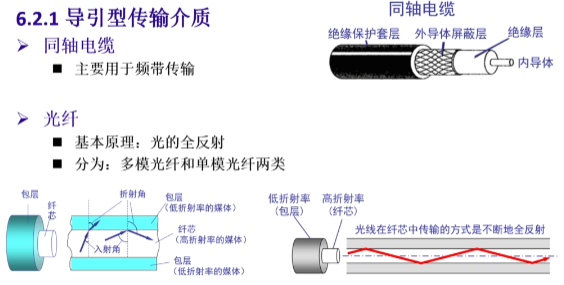 6.2.1 导引型传输介质
同轴电缆
主要用于频带传输
同轴电缆
绝缘保护套层 外导体屏蔽层 绝缘层
内导体
光纤
基本原理：光的全反射
分为：多模光纤和单模光纤两类
包层
纤芯
折射角
入射角
包层
（低折射率的媒体）
纤芯
（高折射率的媒体）
包层
（低折射率的媒体）
低折射率
（包层）
高折射率
（纤芯）
光线在纤芯中传输的方式是不断地全反射